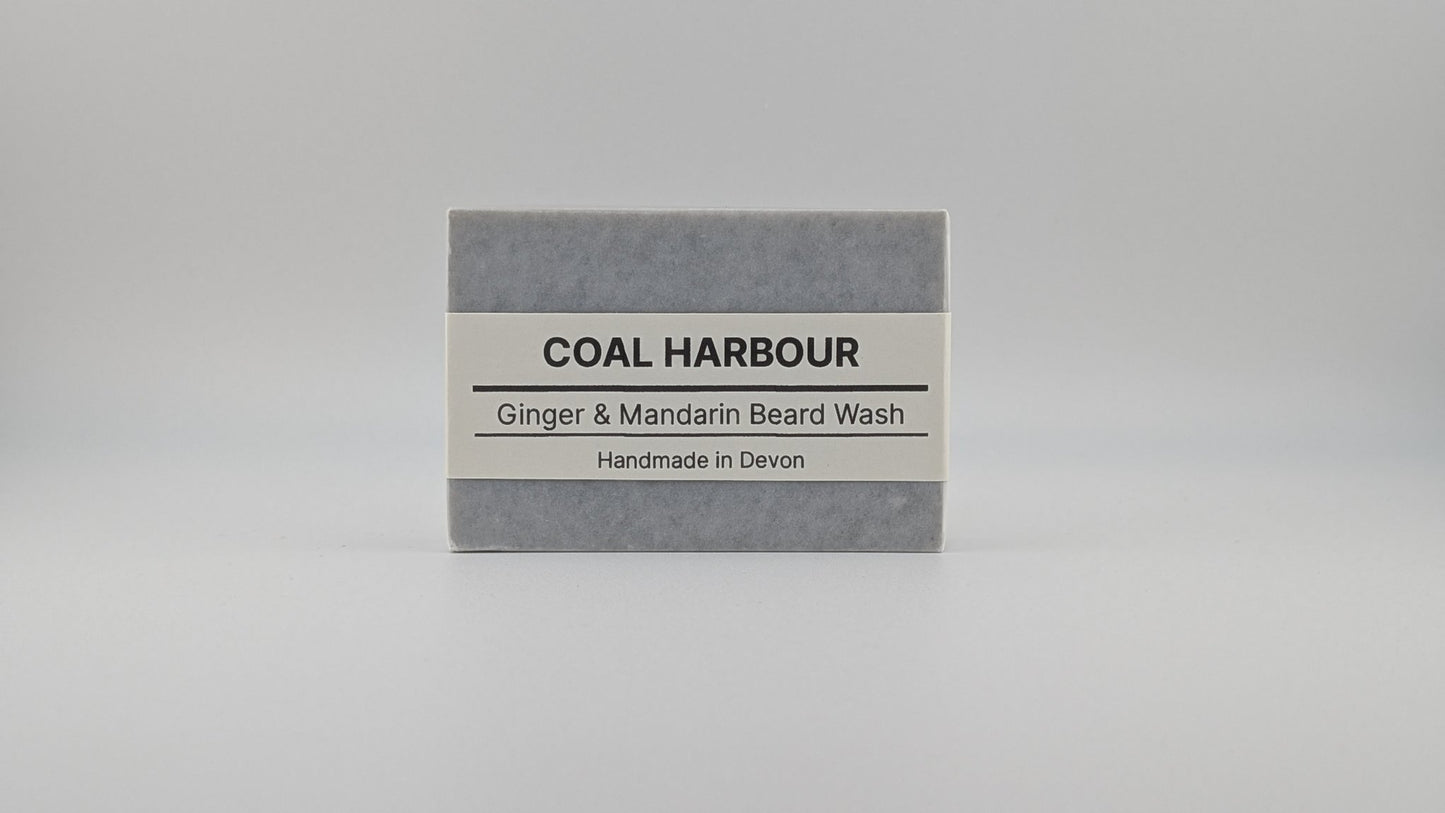 COAL HARBOUR
Ginger & Mandarin Beard Wash
Handmade in Devon